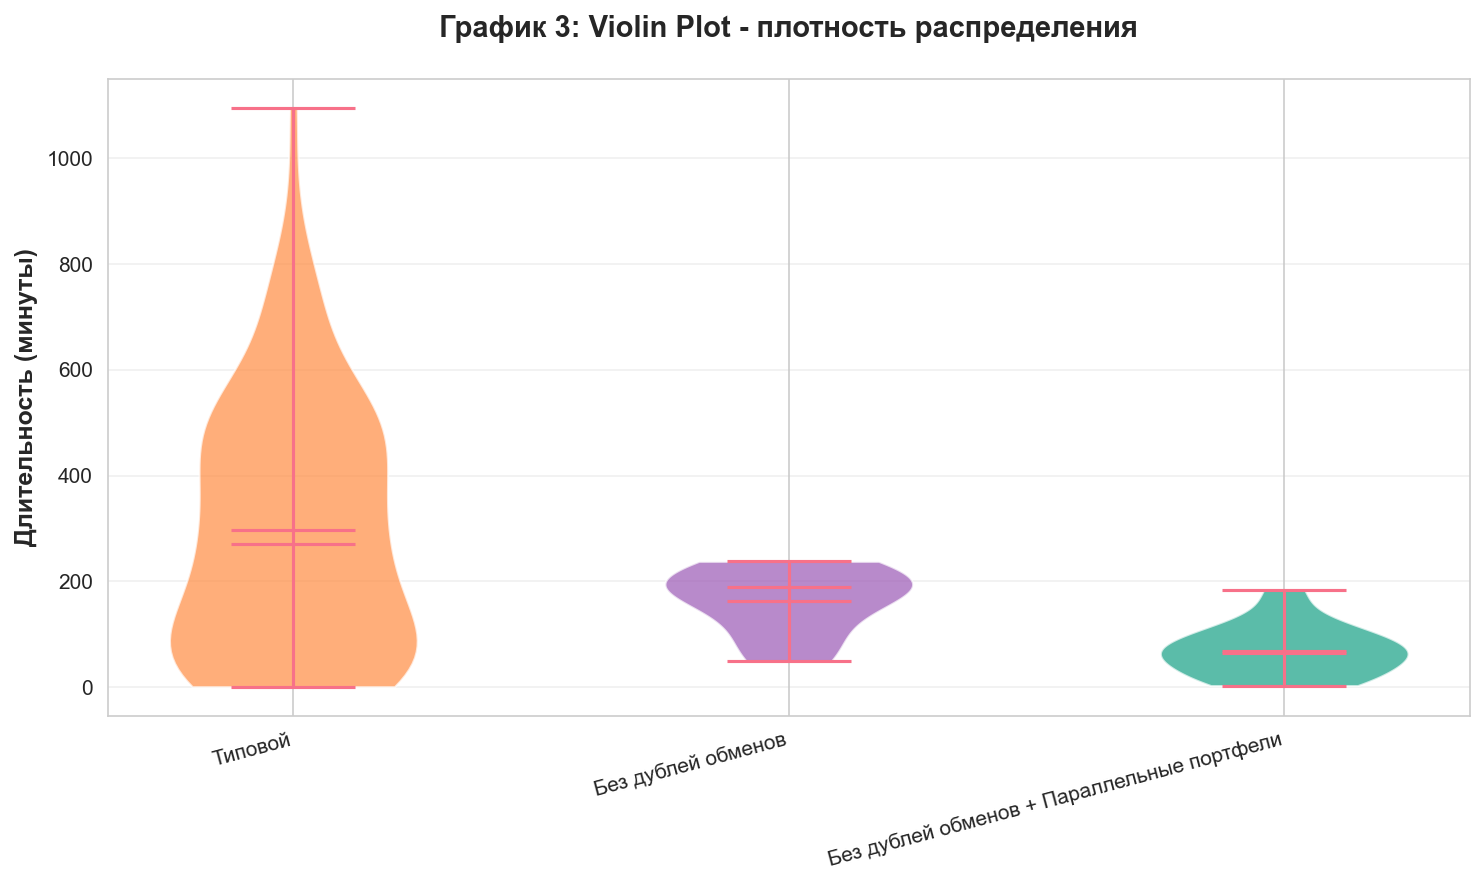 График 3: Violin Plot - плотность распределения
Длительность (минуты)
1000
800
600
400
200
0
Типовой
Без дублей обменов
Без дублей обменов + Параллельные портфели